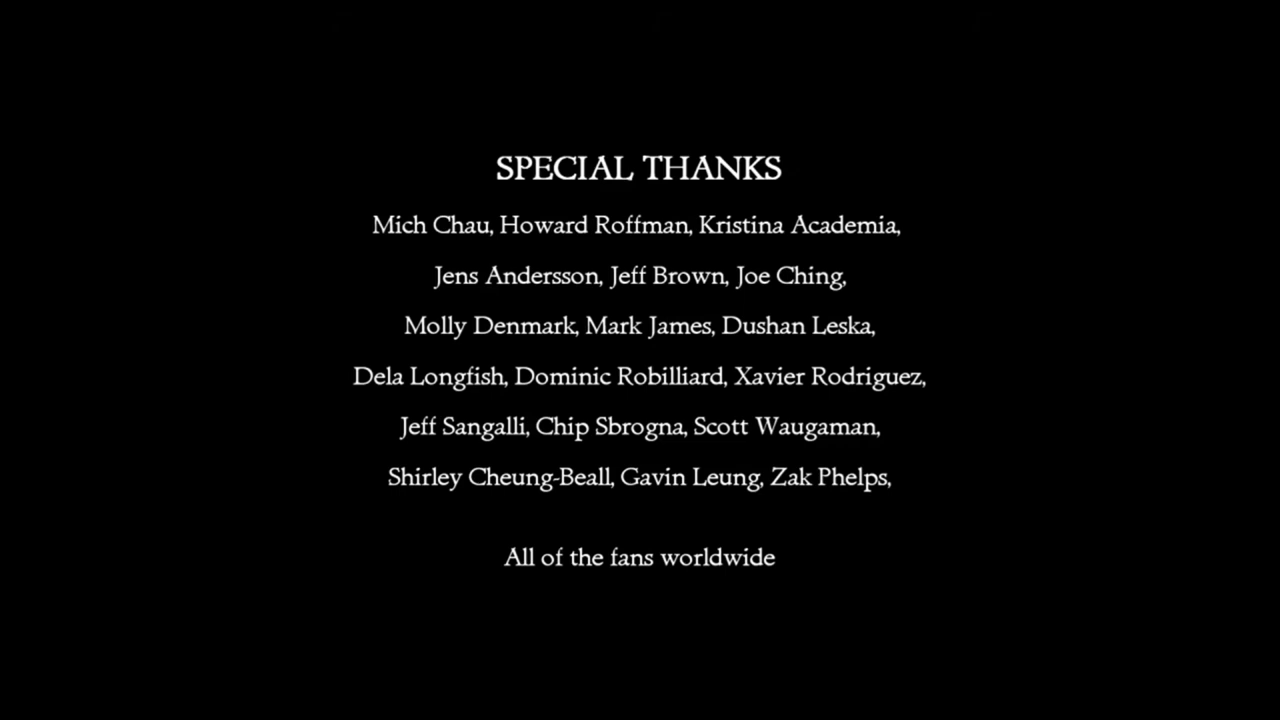 SPECIAL THANKS
Mich Chau, Howard Roffman, Kristina Academia,
Jens Andersson, Jeff Brown, Joe Ching,
Molly Denmark, Mark James, Dushan Leska,
Dela Longfish, Dominic Robilliard, Xavier Rodriguez,
Jeff Sangalli, Chip Sbrogna, Scott Waugaman,
Shirley Cheung-Beall, Gavin Leung, Zak Phelps,
All of the fans worldwide